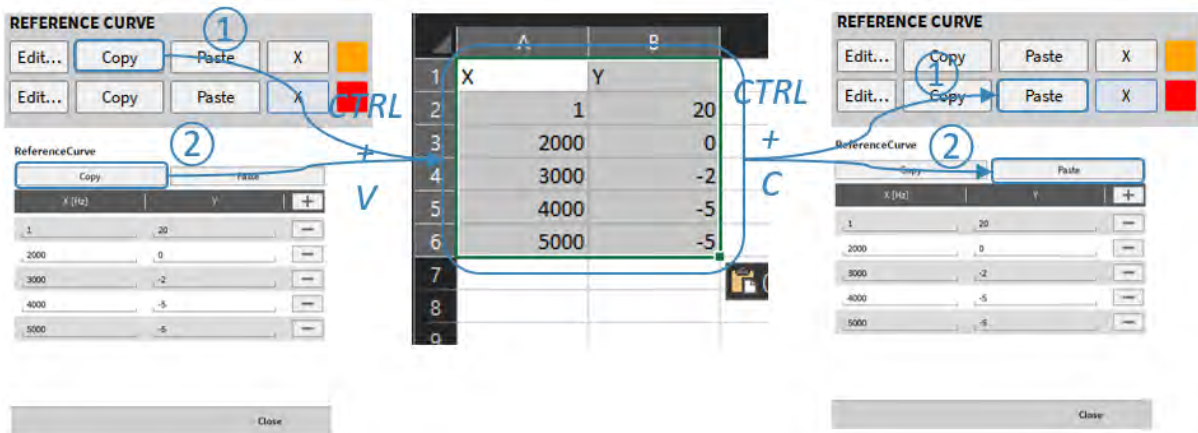 REFERENCE CURVE
Edit... Copy Paste X
Edit... Copy Paste X
1
CTRL
+
V
2
ReferenceCurve
Copy Paste
X [Hz] Y +
1 20 —
2000 0 —
3000 -2 —
4000 -5 —
5000 -5 —
Close
A B
1 X Y
2 1 20
3 2000 0
4 3000 -2
5 4000 -5
6 5000 -5
7
8
9
CTRL
+
C
REFERENCE CURVE
Edit... Copy Paste X
Edit... Copy Paste X
1
2
ReferenceCurve
Copy Paste
X [Hz] Y +
1 20 —
2000 0 —
3000 -2 —
4000 -5 —
5000 -5 —
Close